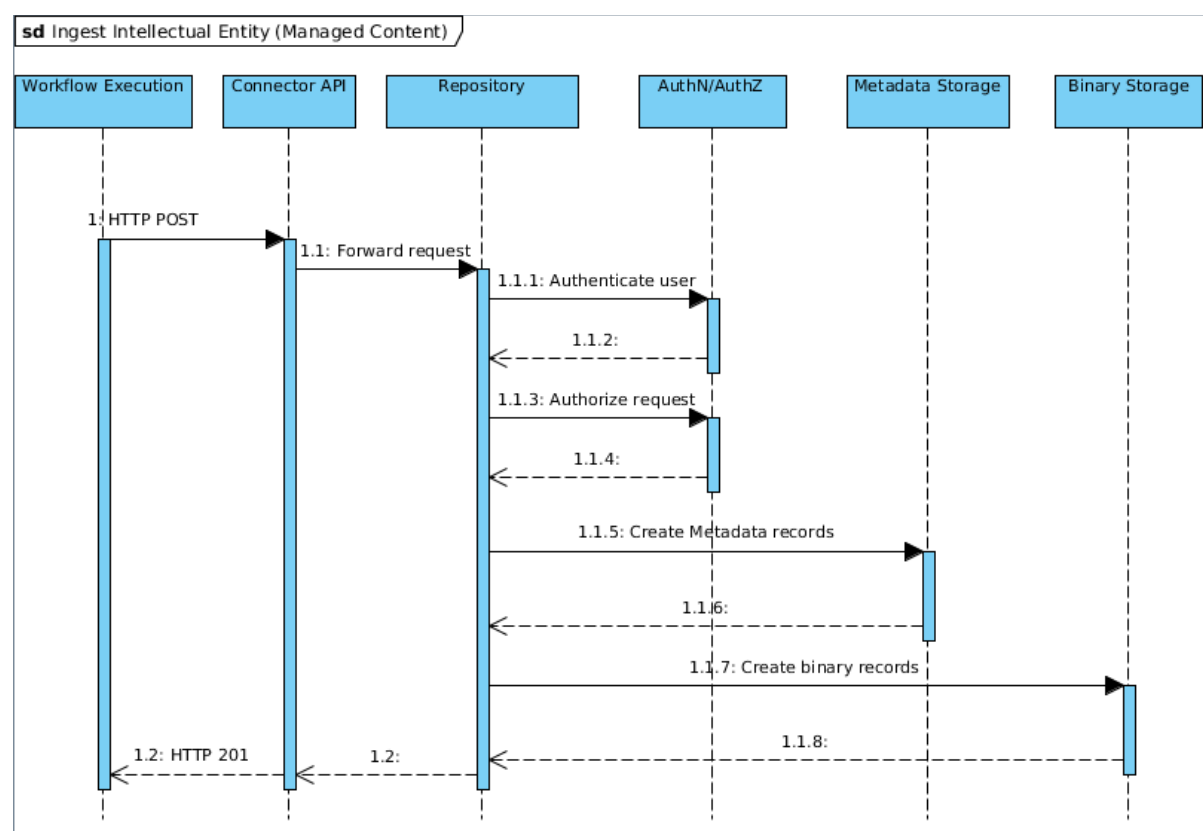 sd Ingest Intellectual Entity (Managed Content)
Workflow Execution
Connector API
Repository
AuthN/AuthZ
Metadata Storage
Binary Storage
1: HTTP POST
1.1: Forward request
1.1.1: Authenticate user
1.1.2:
1.1.3: Authorize request
1.1.4:
1.1.5: Create Metadata records
1.1.6:
1.1.7: Create binary records
1.1.8:
1.2: HTTP 201
1.2: